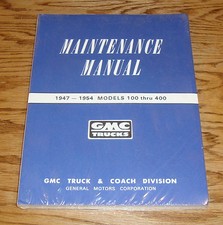 MAINTENANCE
MANUAL
1947 — 1954 MODELS 100 thru 400
GMC
TRUCKS
GMC TRUCK & COACH DIVISION
GENERAL MOTORS CORPORATION